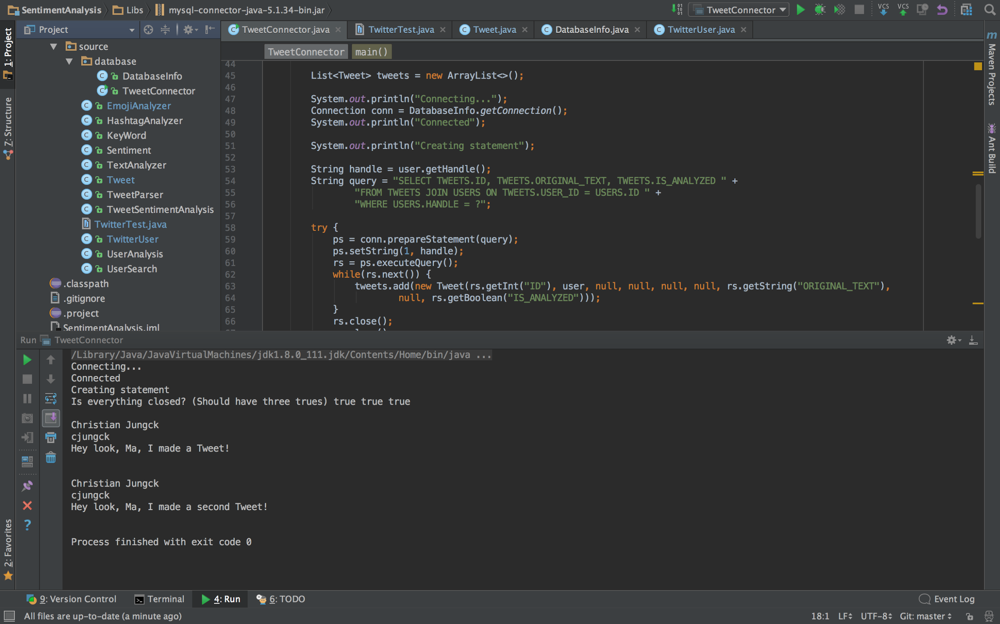 SentimentAnalysis Libs mysql-connector-java-5.1.34-bin.jar TweetConnector VCS VCS
Project
TweetConnector.java TwitterTest.java Tweet.java DatabaseInfo.java TwitterUser.java
TweetConnector main()
1: Project
7: Structure
2: Favorites
source
database
DatabaseInfo
TweetConnector
EmojiAnalyzer
HashtagAnalyzer
KeyWord
Sentiment
TextAnalyzer
Tweet
TweetParser
TweetSentimentAnalysis
TwitterTest.java
TwitterUser
UserAnalysis
UserSearch
.classpath
.gitignore
.project
SentimentAnalysis.iml
44
45 List<Tweet> tweets = new ArrayList<>();
46
47 System.out.println("Connecting...");
48 Connection conn = DatabaseInfo.getConnection();
49 System.out.println("Connected");
50
51 System.out.println("Creating statement");
52
53 String handle = user.getHandle();
54 String query = "SELECT TWEETS.ID, TWEETS.ORIGINAL_TEXT, TWEETS.IS_ANALYZED " +
55 "FROM TWEETS JOIN USERS ON TWEETS.USER_ID = USERS.ID " +
56 "WHERE USERS.HANDLE = ?";
57
58 try {
59 ps = conn.prepareStatement(query);
60 ps.setString(1, handle);
61 rs = ps.executeQuery();
62 while(rs.next()) {
63 tweets.add(new Tweet(rs.getInt("ID"), user, null, null, null, null, rs.getString("ORIGINAL_TEXT"),
64 null, rs.getBoolean("IS_ANALYZED")));
65 }
66 rs.close();
Maven Projects
Ant Build
Run TweetConnector
/Library/Java/JavaVirtualMachines/jdk1.8.0_111.jdk/Contents/Home/bin/java ...
Connecting...
Connected
Creating statement
Is everything closed? (Should have three trues) true true true
Christian Jungck
cjungck
Hey look, Ma, I made a Tweet!
Christian Jungck
cjungck
Hey look, Ma, I made a second Tweet!
Process finished with exit code 0
9: Version Control Terminal 4: Run 6: TODO Event Log
All files are up-to-date (a minute ago) 18:1 LF UTF-8 Git: master